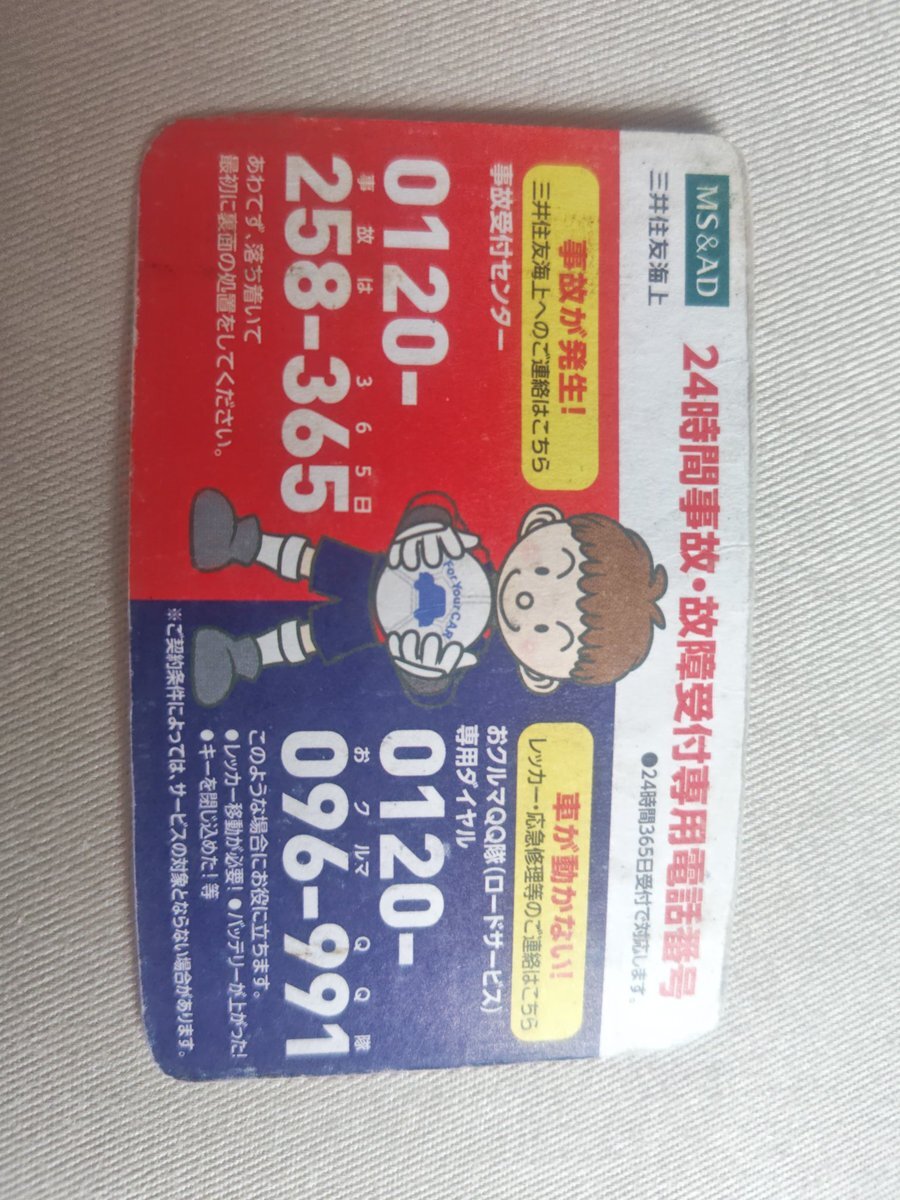 MS&AD
三井住友海上
24時間事故・故障受付専用電話番号
●24時間365日受付で対応します。
事故が発生!
三井住友海上へのご連絡はこちら
事故受付センター
0120-
事故は 365日
258-365
あわてず、落ち着いて
最初に裏面の処置をしてください。
For Your CAR
車が動かない!
レッカー・応急修理等のご連絡はこちら
おクルマQQ隊(ロードサービス)
専用ダイヤル
0120-
おクルマ QQ隊
096-991
このような場合にお役に立ちます。
●レッカー移動が必要! ●バッテリーが上がった!
●キーを閉じ込めた! 等
※ご契約条件によっては、サービスの対象とならない場合があります。